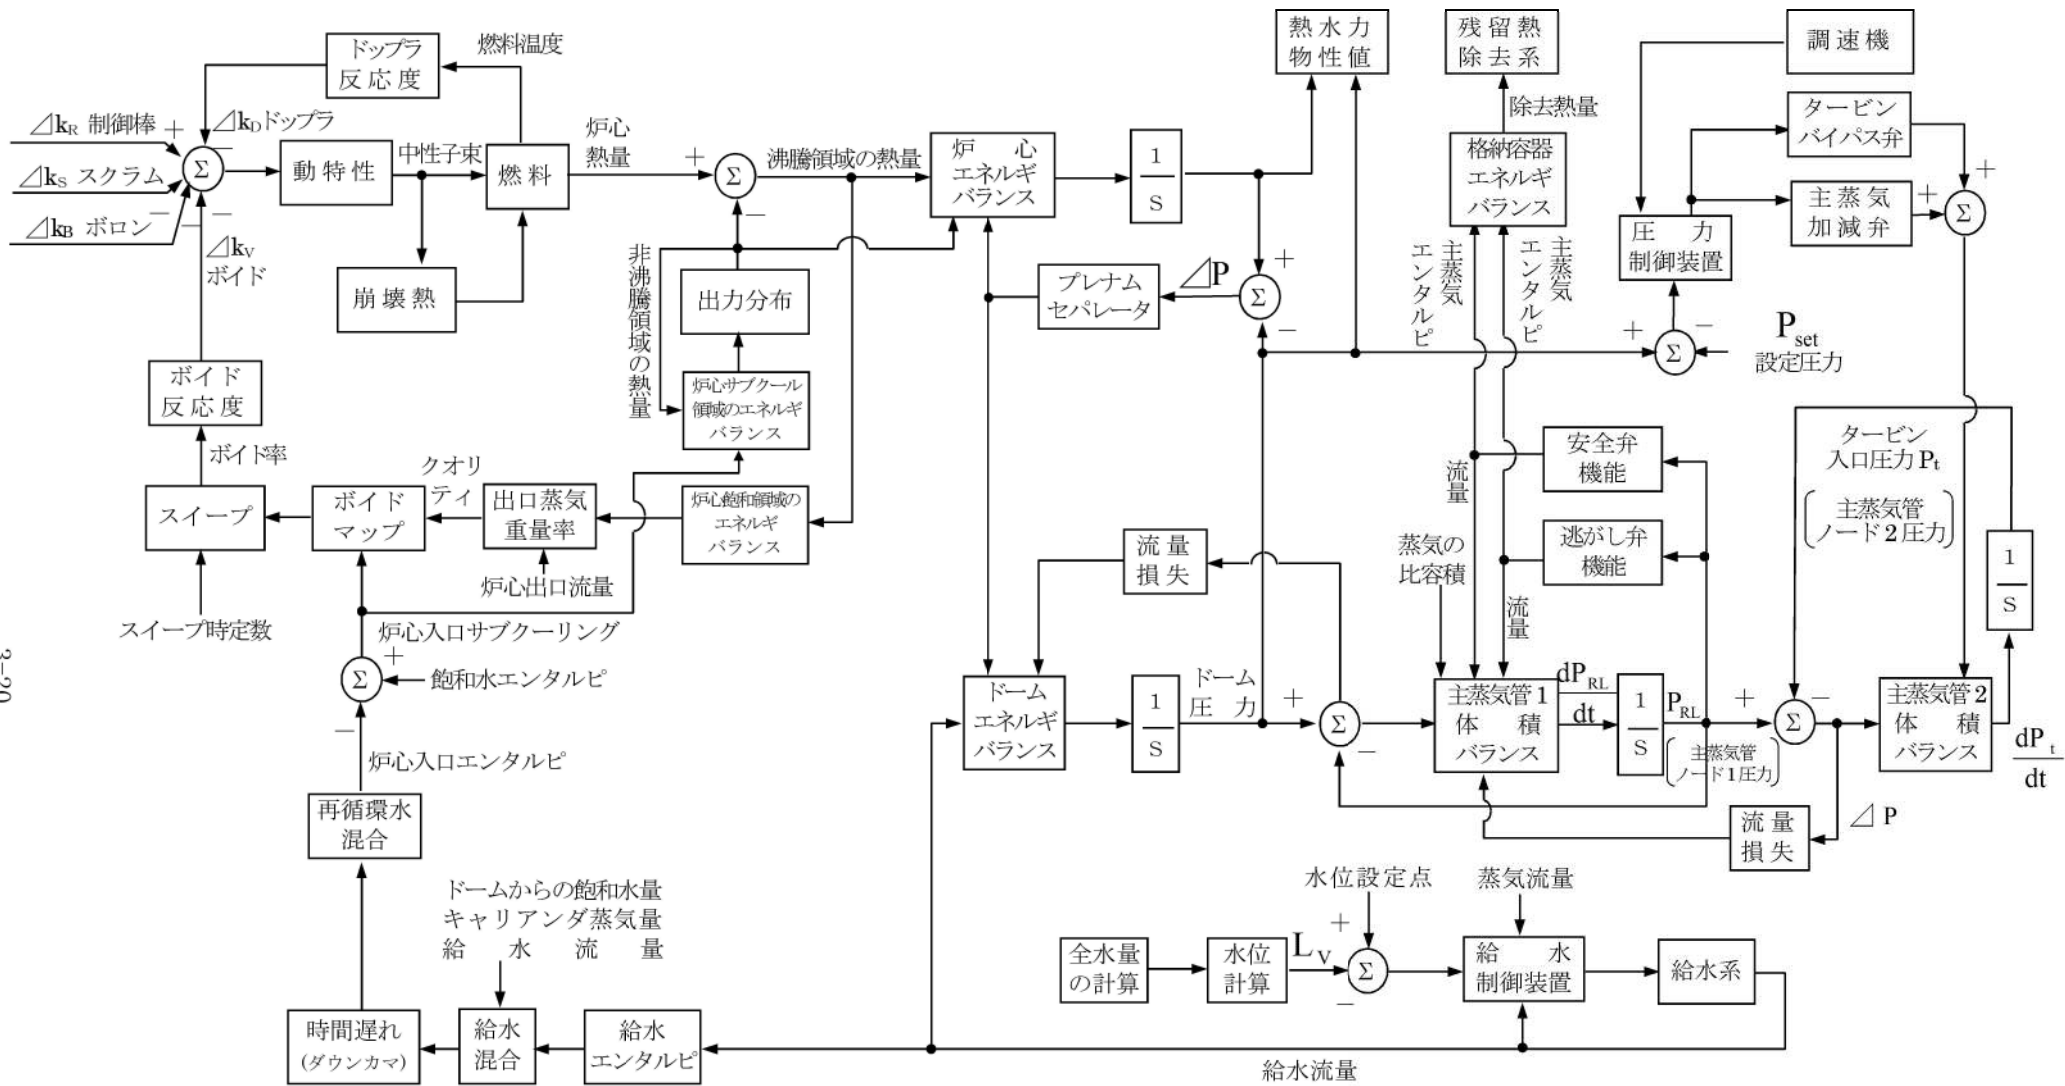 熱水力
物性値
残留熱
除去系
調速機
ドップラ
反応度
燃料温度
除去熱量
タービン
バイパス弁
⊿kR 制御棒
+
⊿kDドップラ
−
⊿kS スクラム
−
⊿kB ボロン
−
⊿kV
ボイド
Σ
動特性
中性子束
燃料
炉心
熱量
+
Σ
−
沸騰領域の熱量
炉心
エネルギ
バランス
1
S
格納容器
エネルギ
バランス
主蒸気
加減弁
+
+
Σ
圧力
制御装置
崩壊熱
非沸騰領域の熱量
出力分布
プレナム
セパレータ
⊿P
+
Σ
−
主蒸気
エンタルピ
主蒸気
エンタルピ
+
Σ
−
Pset
設定圧力
ボイド
反応度
炉心サブクール
領域のエネルギ
バランス
ボイド率
クオリ
ティ
スイープ
ボイド
マップ
出口蒸気
重量率
炉心飽和領域の
エネルギ
バランス
炉心出口流量
スイープ時定数
安全弁
機能
流量
逃がし弁
機能
流量
タービン
入口圧力Pt
主蒸気管
ノード2圧力
1
S
流量
損失
蒸気の
比容積
炉心入口サブクーリング
+
Σ
飽和水エンタルピ
−
炉心入口エンタルピ
3-20
ドーム
エネルギ
バランス
1
S
ドーム
圧力
+
Σ
−
主蒸気管1
体積
バランス
dPRL
dt
1
S
PRL
主蒸気管
ノード1圧力
+
Σ
−
主蒸気管2
体積
バランス
dPt
dt
流量
損失
⊿P
再循環水
混合
ドームからの飽和水量
キャリアンダ蒸気量
給水流量
水位設定点
蒸気流量
全水量
の計算
水位
計算
LV
+
Σ
−
給水
制御装置
給水系
時間遅れ
(ダウンカマ)
給水
混合
給水
エンタルピ
給水流量